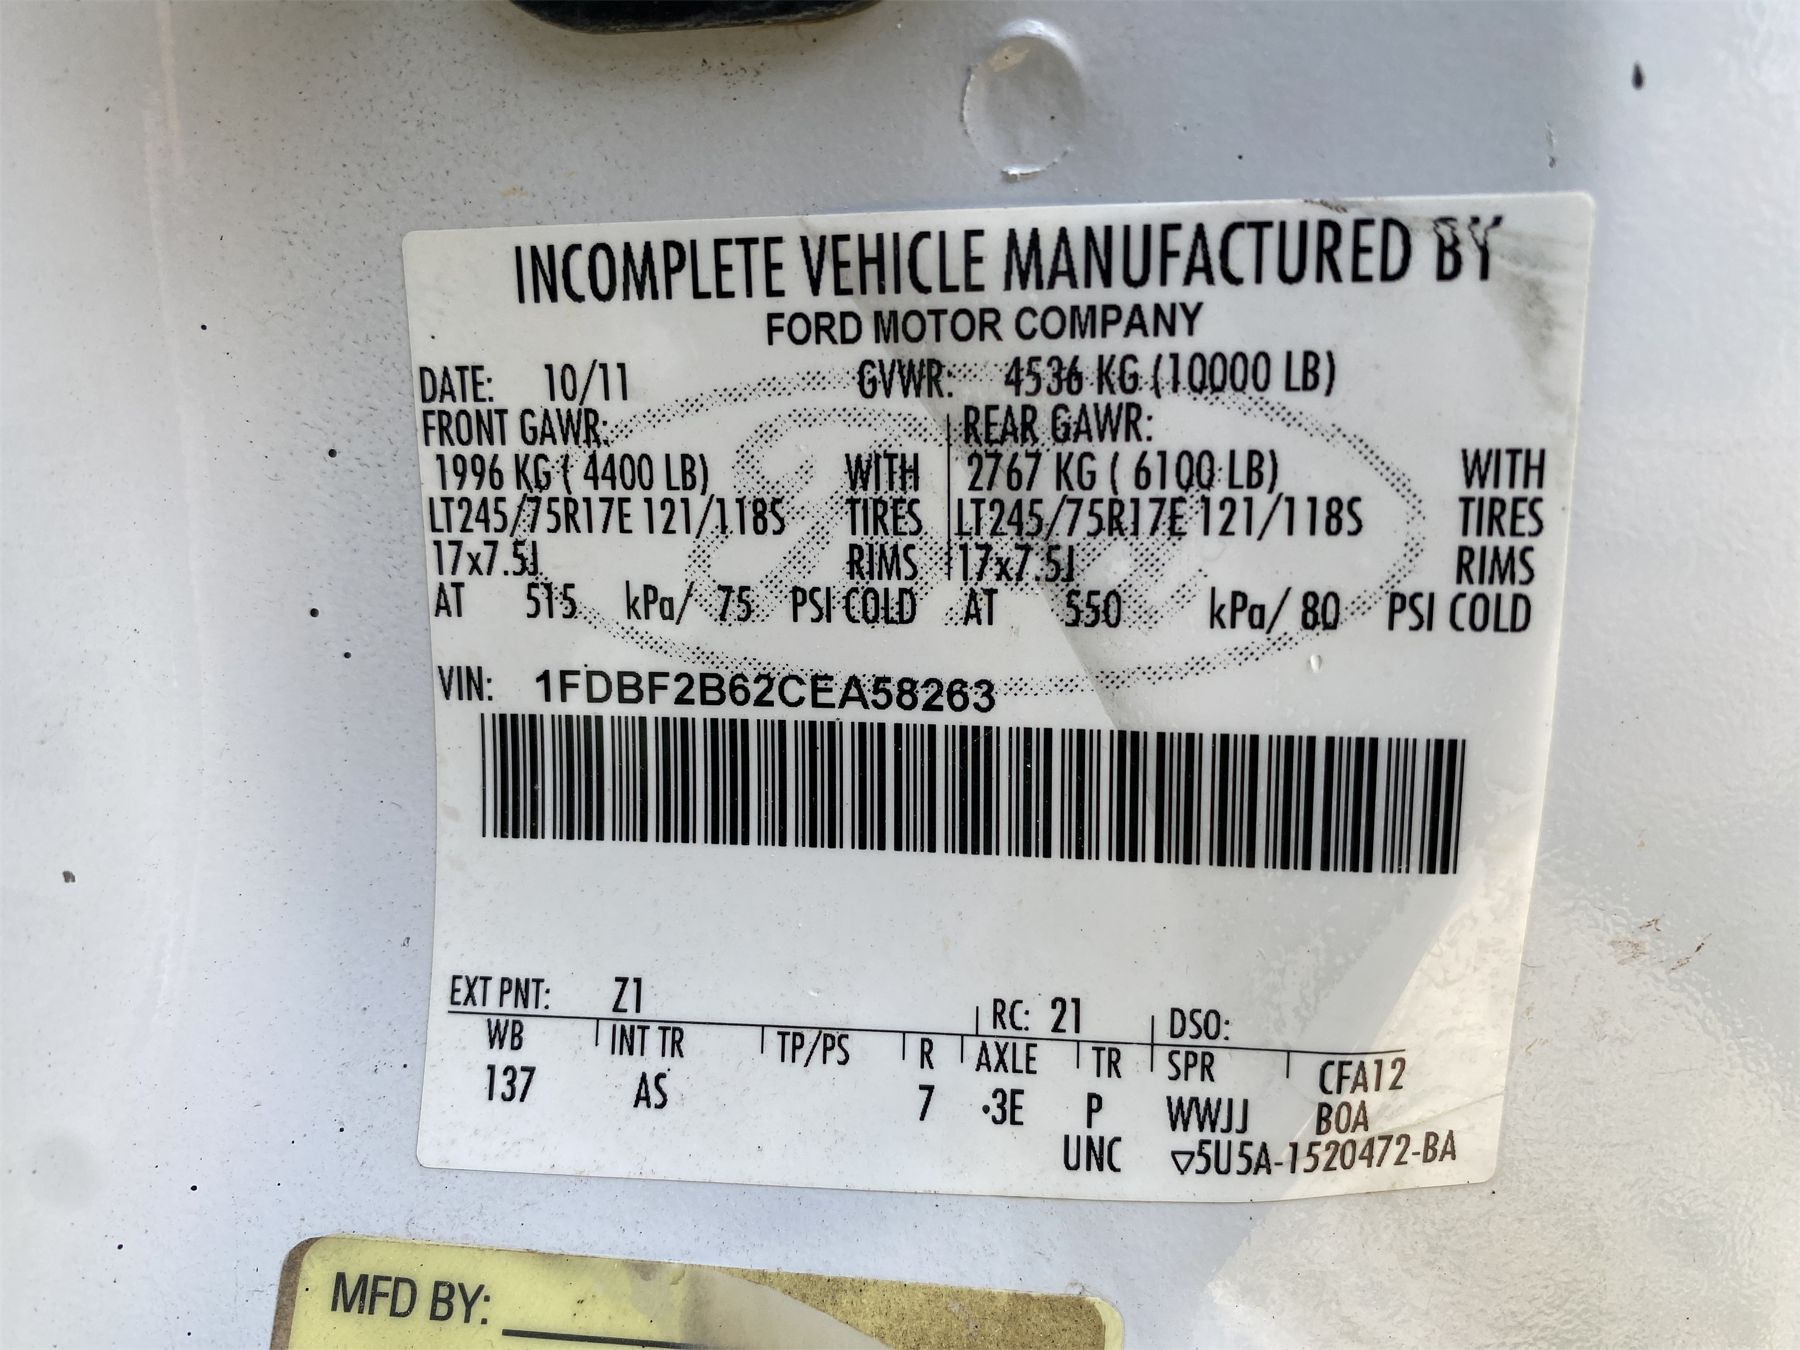 INCOMPLETE VEHICLE MANUFACTURED BY
FORD MOTOR COMPANY
DATE: 10/11 GVWR: 4536 KG (10000 LB)
FRONT GAWR: REAR GAWR:
1996 KG ( 4400 LB) WITH 2767 KG ( 6100 LB) WITH
LT245/75R17E 121/118S TIRES LT245/75R17E 121/118S TIRES
17x7.5J RIMS 17x7.5J RIMS
AT 515 kPa/ 75 PSI COLD AT 550 kPa/ 80 PSI COLD
VIN: 1FDBF2B62CEA58263
EXT PNT: Z1 RC: 21 DSO:
WB INT TR TP/PS R AXLE TR SPR CFA12
137 AS 7 .3E P WWJJ BOA
UNC ▽5U5A-1520472-BA
MFD BY: